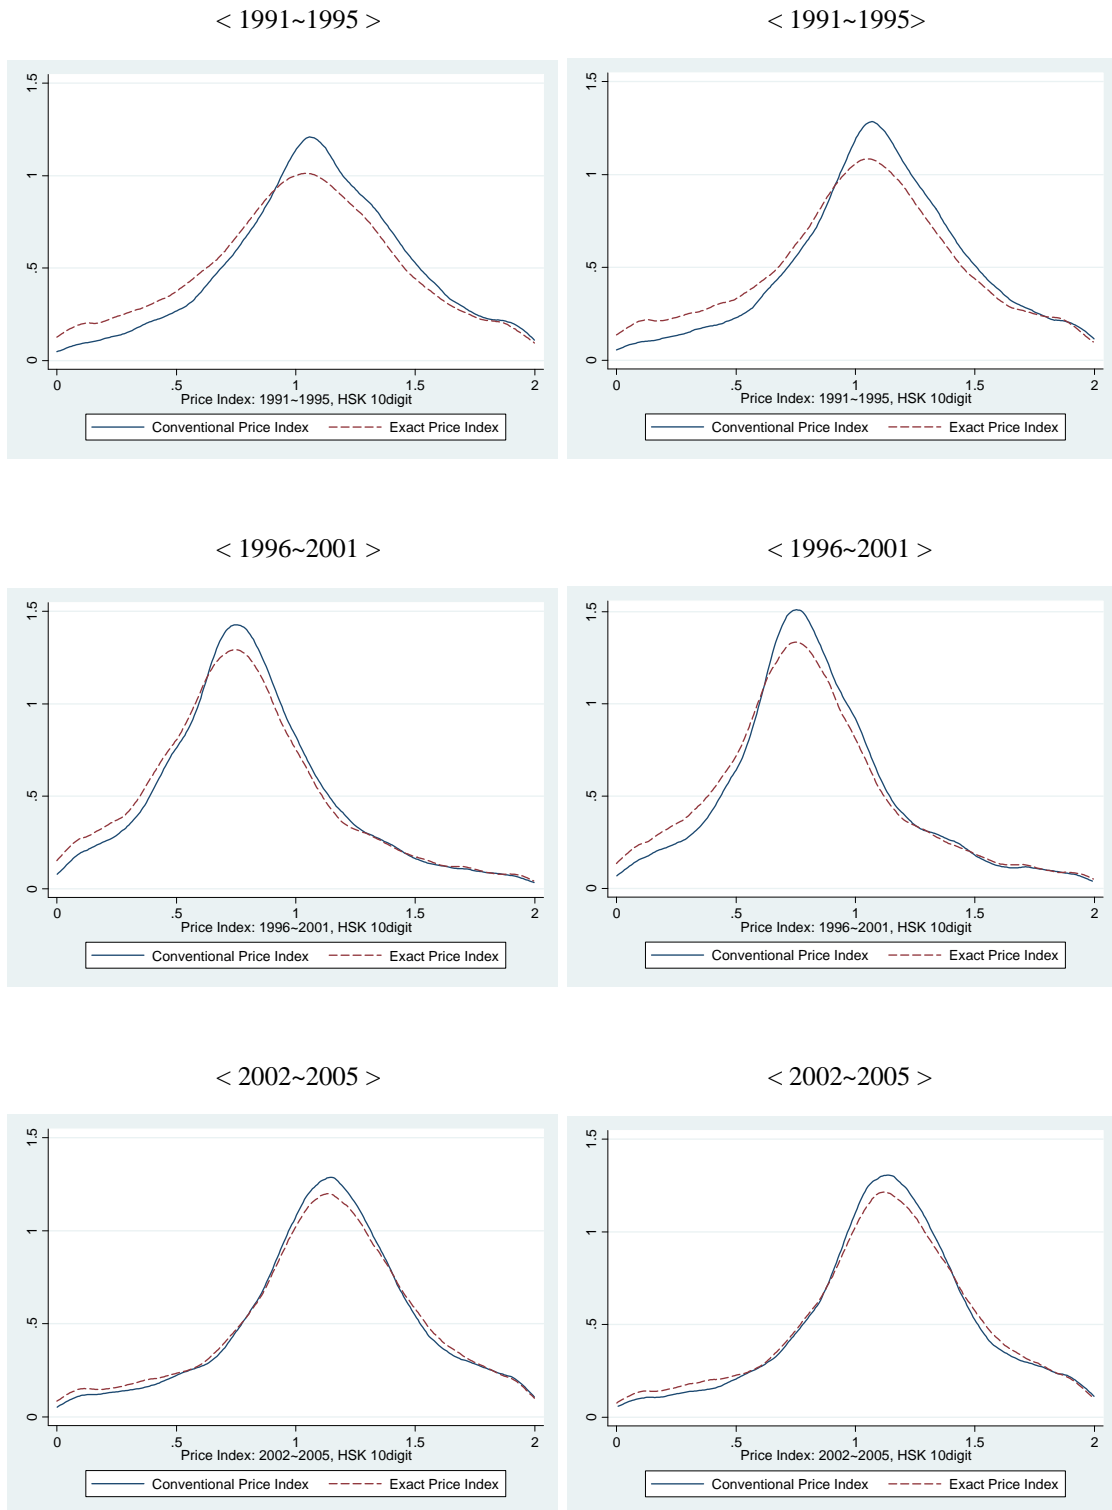 < 1991~1995 >
< 1991~1995>
1.5
1
.5
0
0 .5 1 1.5 2
Price Index: 1991~1995, HSK 10digit
Conventional Price Index Exact Price Index
1.5
1
.5
0
0 .5 1 1.5 2
Price Index: 1991~1995, HSK 10digit
Conventional Price Index Exact Price Index
< 1996~2001 >
< 1996~2001 >
1.5
1
.5
0
0 .5 1 1.5 2
Price Index: 1996~2001, HSK 10digit
Conventional Price Index Exact Price Index
1.5
1
.5
0
0 .5 1 1.5 2
Price Index: 1996~2001, HSK 10digit
Conventional Price Index Exact Price Index
< 2002~2005 >
< 2002~2005 >
1.5
1
.5
0
0 .5 1 1.5 2
Price Index: 2002~2005, HSK 10digit
Conventional Price Index Exact Price Index
1.5
1
.5
0
0 .5 1 1.5 2
Price Index: 2002~2005, HSK 10digit
Conventional Price Index Exact Price Index